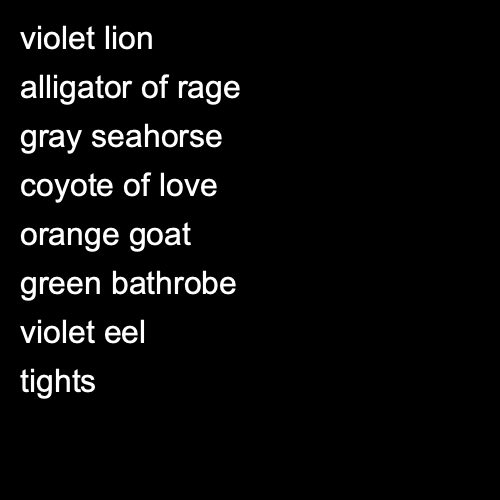 violet lion
alligator of rage
gray seahorse
coyote of love
orange goat
green bathrobe
violet eel
tights